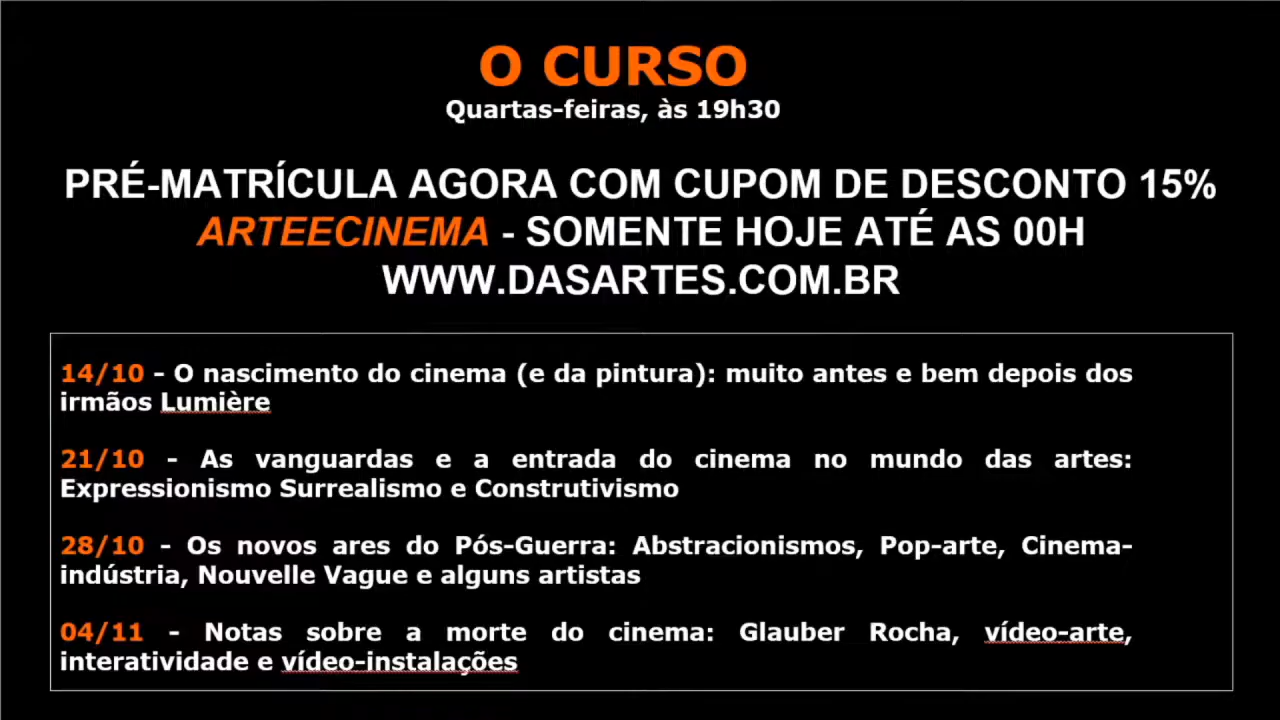 O CURSO
Quartas-feiras, às 19h30
PRÉ-MATRÍCULA AGORA COM CUPOM DE DESCONTO 15%
ARTEECINEMA - SOMENTE HOJE ATÉ AS 00H
WWW.DASARTES.COM.BR
14/10 - O nascimento do cinema (e da pintura): muito antes e bem depois dos
irmãos Lumière
21/10 - As vanguardas e a entrada do cinema no mundo das artes:
Expressionismo Surrealismo e Construtivismo
28/10 - Os novos ares do Pós-Guerra: Abstracionismos, Pop-arte, Cinema-
indústria, Nouvelle Vague e alguns artistas
04/11 - Notas sobre a morte do cinema: Glauber Rocha, vídeo-arte,
interatividade e vídeo-instalações